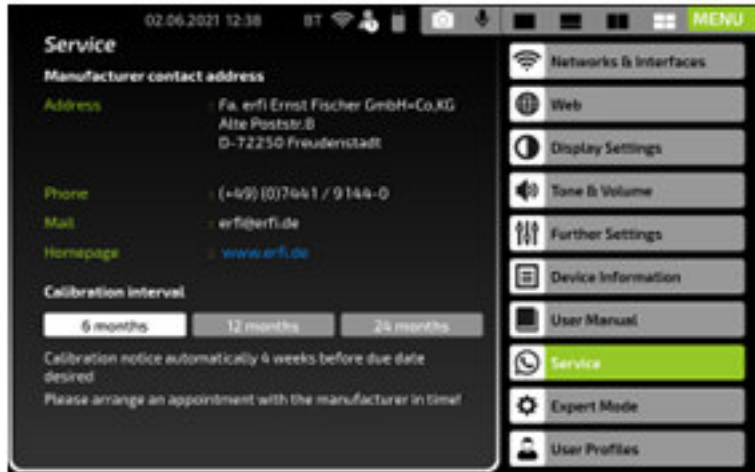 02.06.2021 12:38 BT MENU
Service
Manufacturer contact address
Address : Fa. erfi Ernst Fischer GmbH+Co.KG
Alte Poststr.8
D-72250 Freudenstadt
Phone : (+49) (0)7441 / 9144-0
Mail : erfi@erfi.de
Homepage : www.erfi.de
Calibration interval
6 months 12 months 24 months
Calibration notice automatically 4 weeks before due date
desired
Please arrange an appointment with the manufacturer in time!
Networks & Interfaces
Web
Display Settings
Tone & Volume
Further Settings
Device Information
User Manual
Service
Expert Mode
User Profiles